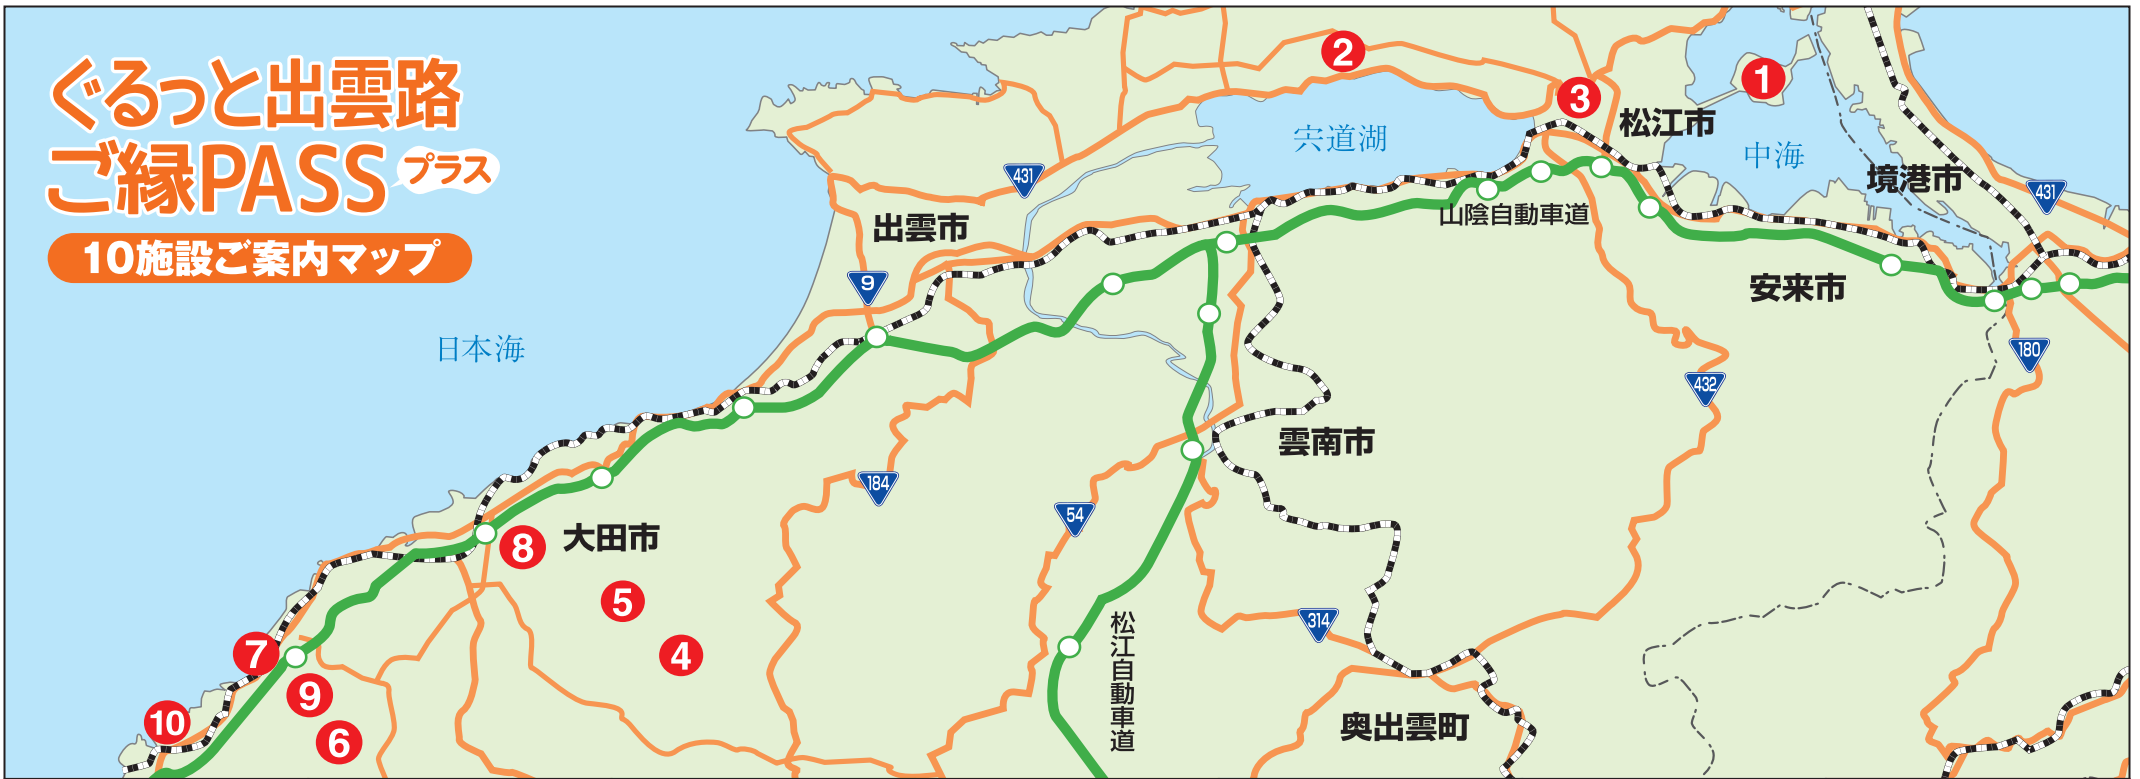 ぐるっと出雲路
ご縁PASS
プラス
10施設ご案内マップ
2
1
3
松江市
宍道湖
中海
431
境港市
431
出雲市
山陰自動車道
9
安来市
日本海
180
432
雲南市
184
54
8
大田市
5
314
松江自動車道
7
4
9
10
6
奥出雲町